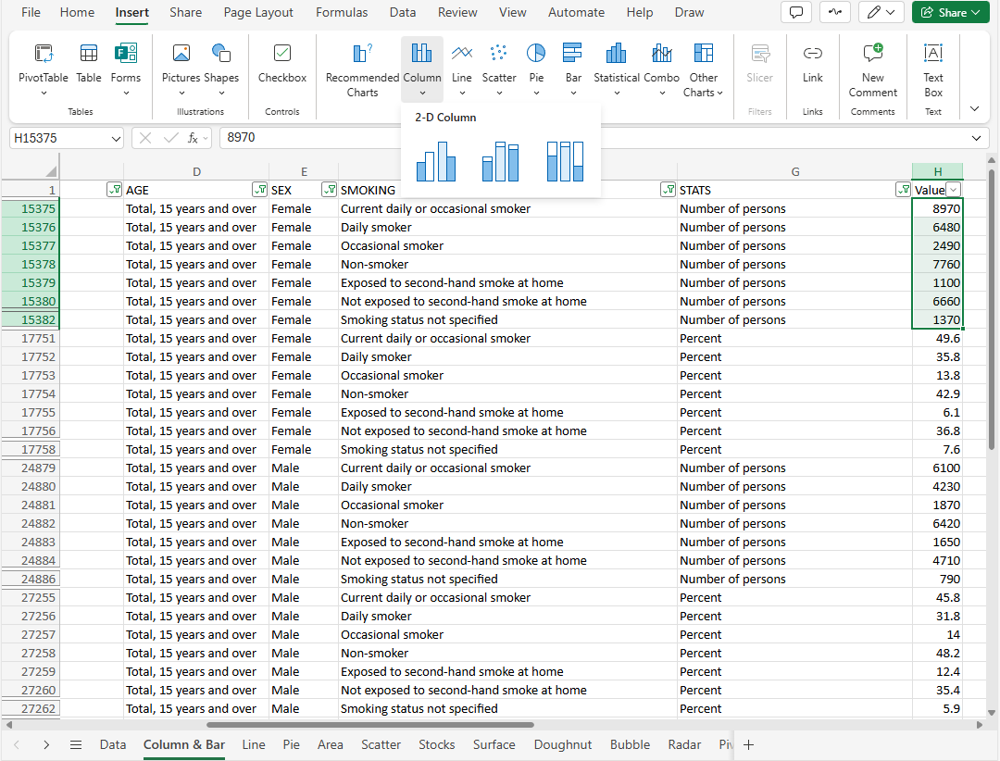 File Home Insert Share Page Layout Formulas Data Review View Automate Help Draw Share
PivotTable Table Forms Pictures Shapes Checkbox Recommended Charts Column Line Scatter Pie Bar Statistical Combo Other Charts Slicer Link New Comment Text Box
Tables Illustrations Controls Filters Links Comments Text
2-D Column
H15375 fx 8970
D E G H
1 AGE SEX SMOKING STATS Value
15375 Total, 15 years and over Female Current daily or occasional smoker Number of persons 8970
15376 Total, 15 years and over Female Daily smoker Number of persons 6480
15377 Total, 15 years and over Female Occasional smoker Number of persons 2490
15378 Total, 15 years and over Female Non-smoker Number of persons 7760
15379 Total, 15 years and over Female Exposed to second-hand smoke at home Number of persons 1100
15380 Total, 15 years and over Female Not exposed to second-hand smoke at home Number of persons 6660
15382 Total, 15 years and over Female Smoking status not specified Number of persons 1370
17751 Total, 15 years and over Female Current daily or occasional smoker Percent 49.6
17752 Total, 15 years and over Female Daily smoker Percent 35.8
17753 Total, 15 years and over Female Occasional smoker Percent 13.8
17754 Total, 15 years and over Female Non-smoker Percent 42.9
17755 Total, 15 years and over Female Exposed to second-hand smoke at home Percent 6.1
17756 Total, 15 years and over Female Not exposed to second-hand smoke at home Percent 36.8
17758 Total, 15 years and over Female Smoking status not specified Percent 7.6
24879 Total, 15 years and over Male Current daily or occasional smoker Number of persons 6100
24880 Total, 15 years and over Male Daily smoker Number of persons 4230
24881 Total, 15 years and over Male Occasional smoker Number of persons 1870
24882 Total, 15 years and over Male Non-smoker Number of persons 6420
24883 Total, 15 years and over Male Exposed to second-hand smoke at home Number of persons 1650
24884 Total, 15 years and over Male Not exposed to second-hand smoke at home Number of persons 4710
24886 Total, 15 years and over Male Smoking status not specified Number of persons 790
27255 Total, 15 years and over Male Current daily or occasional smoker Percent 45.8
27256 Total, 15 years and over Male Daily smoker Percent 31.8
27257 Total, 15 years and over Male Occasional smoker Percent 14
27258 Total, 15 years and over Male Non-smoker Percent 48.2
27259 Total, 15 years and over Male Exposed to second-hand smoke at home Percent 12.4
27260 Total, 15 years and over Male Not exposed to second-hand smoke at home Percent 35.4
27262 Total, 15 years and over Male Smoking status not specified Percent 5.9
Data Column & Bar Line Pie Area Scatter Stocks Surface Doughnut Bubble Radar